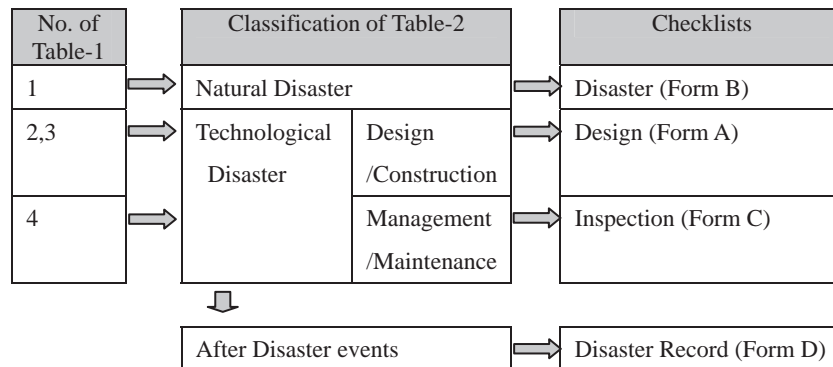 No. of
Table-1
Classification of Table-2
Checklists
1
Natural Disaster
Disaster (Form B)
2,3
Technological
Disaster
Design
/Construction
Design (Form A)
4
Management
/Maintenance
Inspection (Form C)
After Disaster events
Disaster Record (Form D)